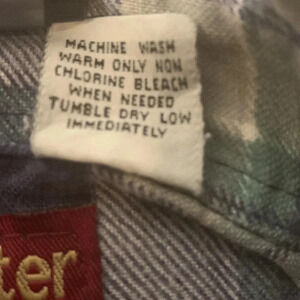 MACHINE WASH
WARM ONLY NON
CHLORINE BLEACH
WHEN NEEDED
TUMBLE DRY LOW
IMMEDIATELY
ter